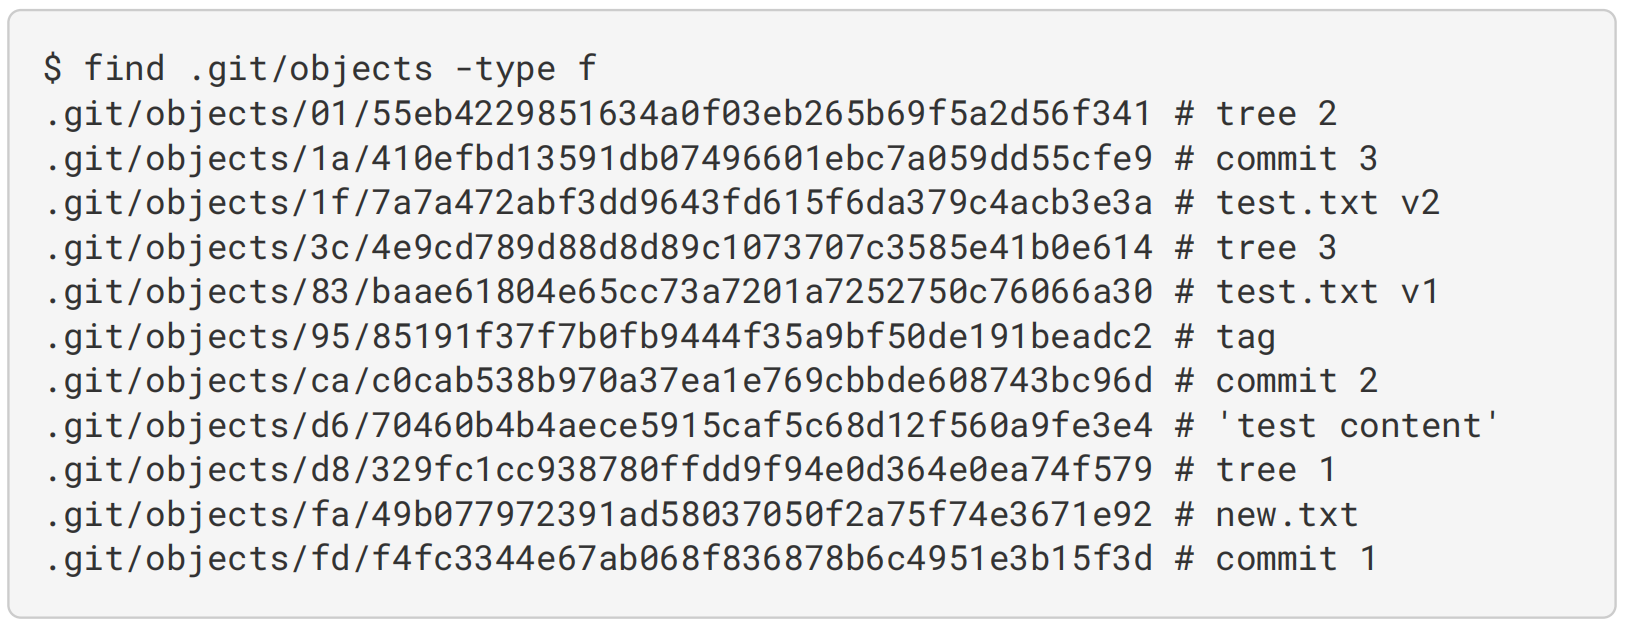 $ find .git/objects -type f
.git/objects/01/55eb4229851634a0f03eb265b69f5a2d56f341 # tree 2
.git/objects/1a/410efbd13591db07496601ebc7a059dd55cfe9 # commit 3
.git/objects/1f/7a7a472abf3dd9643fd615f6da379c4acb3e3a # test.txt v2
.git/objects/3c/4e9cd789d88d8d89c1073707c3585e41b0e614 # tree 3
.git/objects/83/baae61804e65cc73a7201a7252750c76066a30 # test.txt v1
.git/objects/95/85191f37f7b0fb9444f35a9bf50de191beadc2 # tag
.git/objects/ca/c0cab538b970a37ea1e769cbbde608743bc96d # commit 2
.git/objects/d6/70460b4b4aece5915caf5c68d12f560a9fe3e4 # 'test content'
.git/objects/d8/329fc1cc938780ffdd9f94e0d364e0ea74f579 # tree 1
.git/objects/fa/49b077972391ad58037050f2a75f74e3671e92 # new.txt
.git/objects/fd/f4fc3344e67ab068f836878b6c4951e3b15f3d # commit 1